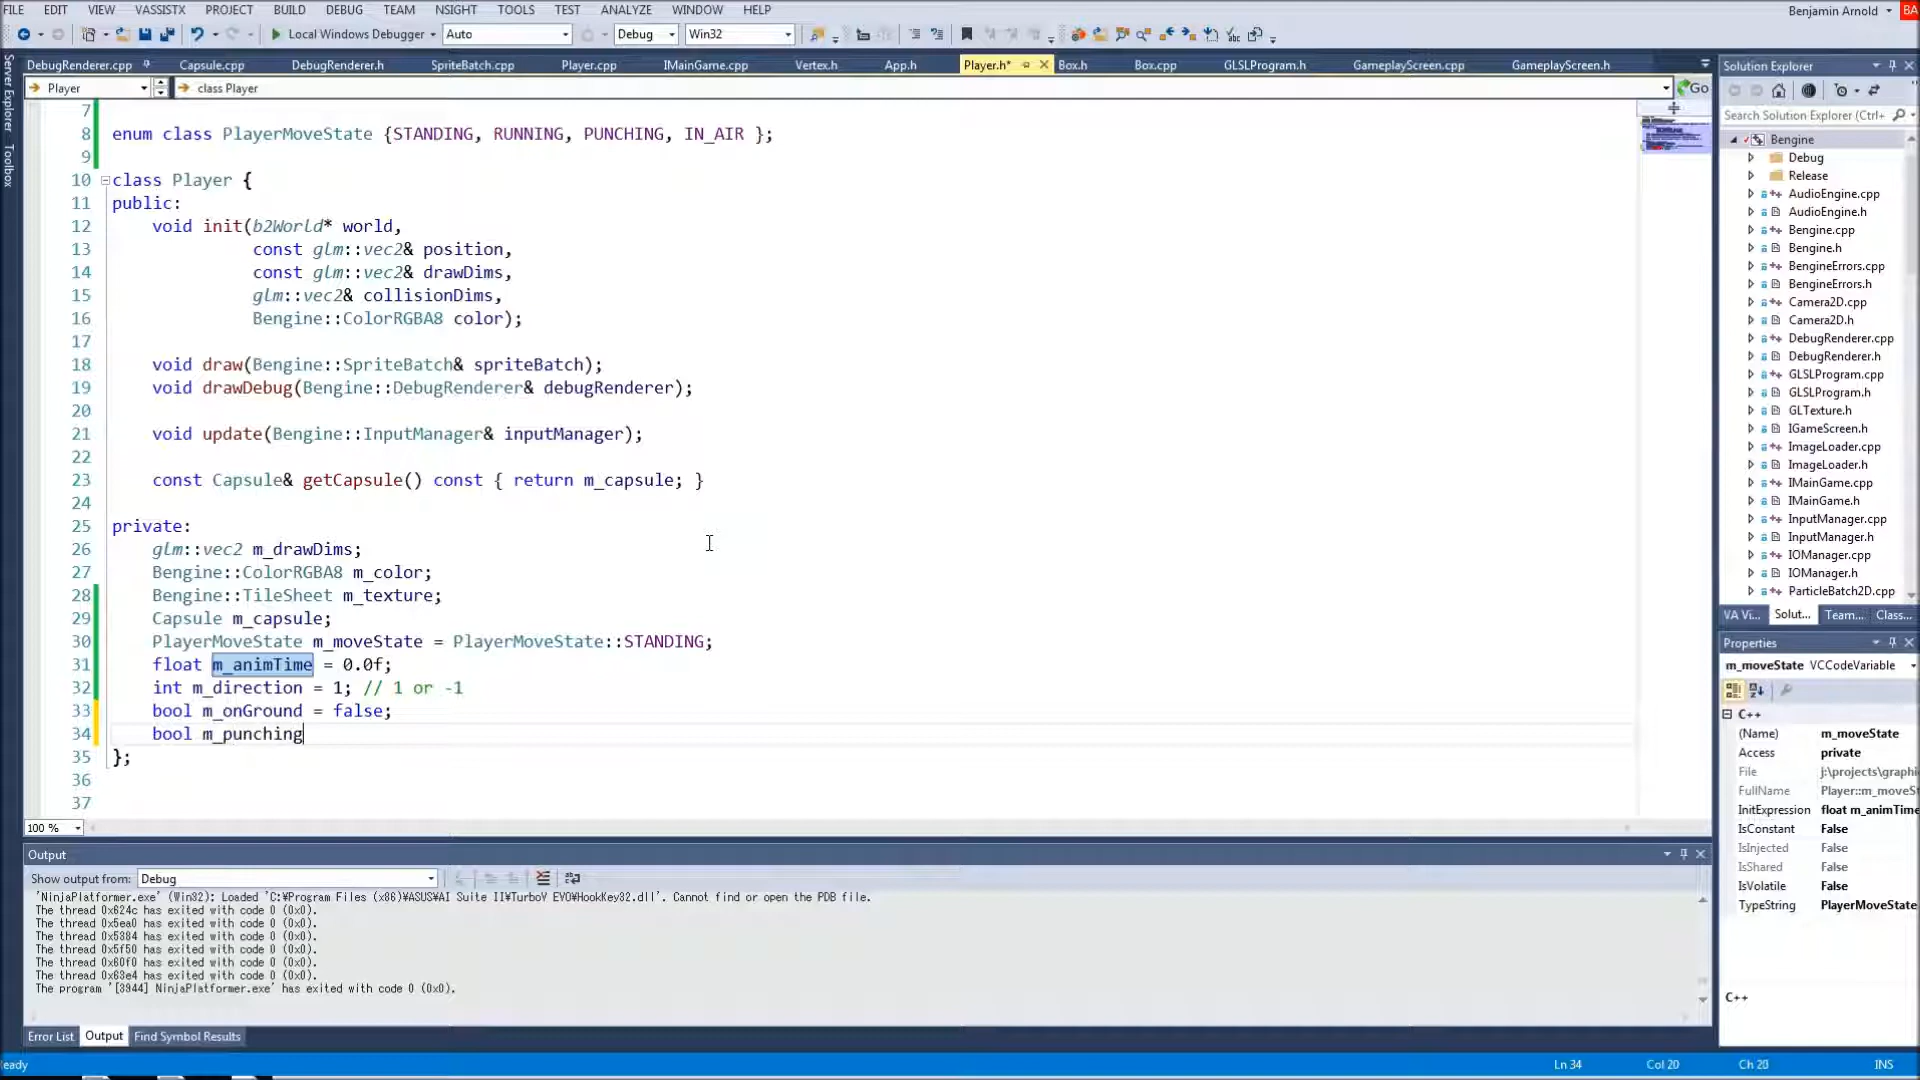 FILE EDIT VIEW VASSISTX PROJECT BUILD DEBUG TEAM NSIGHT TOOLS TEST ANALYZE WINDOW HELP
Benjamin Arnold BA
Local Windows Debugger Auto Debug Win32
DebugRenderer.cpp Capsule.cpp DebugRenderer.h SpriteBatch.cpp Player.cpp IMainGame.cpp Vertex.h App.h Player.h* Box.h Box.cpp GLSLProgram.h GameplayScreen.cpp GameplayScreen.h
Player class Player Go
Server Explorer Toolbox
7
8 enum class PlayerMoveState {STANDING, RUNNING, PUNCHING, IN_AIR };
9
10 class Player {
11 public:
12 void init(b2World* world,
13 const glm::vec2& position,
14 const glm::vec2& drawDims,
15 glm::vec2& collisionDims,
16 Bengine::ColorRGBA8 color);
17
18 void draw(Bengine::SpriteBatch& spriteBatch);
19 void drawDebug(Bengine::DebugRenderer& debugRenderer);
20
21 void update(Bengine::InputManager& inputManager);
22
23 const Capsule& getCapsule() const { return m_capsule; }
24
25 private:
26 glm::vec2 m_drawDims;
27 Bengine::ColorRGBA8 m_color;
28 Bengine::TileSheet m_texture;
29 Capsule m_capsule;
30 PlayerMoveState m_moveState = PlayerMoveState::STANDING;
31 float m_animTime = 0.0f;
32 int m_direction = 1; // 1 or -1
33 bool m_onGround = false;
34 bool m_punching
35 };
36
37
100 %
Output
Show output from: Debug
'NinjaPlatformer.exe' (Win32): Loaded 'C:¥Program Files (x86)¥ASUS¥AI Suite II¥TurboV EVO¥HookKey32.dll'. Cannot find or open the PDB file.
The thread 0x624c has exited with code 0 (0x0).
The thread 0x5ea0 has exited with code 0 (0x0).
The thread 0x5384 has exited with code 0 (0x0).
The thread 0x5f50 has exited with code 0 (0x0).
The thread 0x60f0 has exited with code 0 (0x0).
The thread 0x63e4 has exited with code 0 (0x0).
The program '[3944] NinjaPlatformer.exe' has exited with code 0 (0x0).
Error List Output Find Symbol Results
eady Ln 34 Col 20 Ch 20 INS
Solution Explorer
Search Solution Explorer (Ctrl+
Bengine
Debug
Release
AudioEngine.cpp
AudioEngine.h
Bengine.cpp
Bengine.h
BengineErrors.cpp
BengineErrors.h
Camera2D.cpp
Camera2D.h
DebugRenderer.cpp
DebugRenderer.h
GLSLProgram.cpp
GLSLProgram.h
GLTexture.h
IGameScreen.h
ImageLoader.cpp
ImageLoader.h
IMainGame.cpp
IMainGame.h
InputManager.cpp
InputManager.h
IOManager.cpp
IOManager.h
ParticleBatch2D.cpp
VA Vi... Solut... Team... Class...
Properties
m_moveState VCCodeVariable
C++
(Name) m_moveState
Access private
File j:\projects\graphi
FullName Player::m_moveS
InitExpression float m_animTime
IsConstant False
IsInjected False
IsShared False
IsVolatile False
TypeString PlayerMoveState
C++